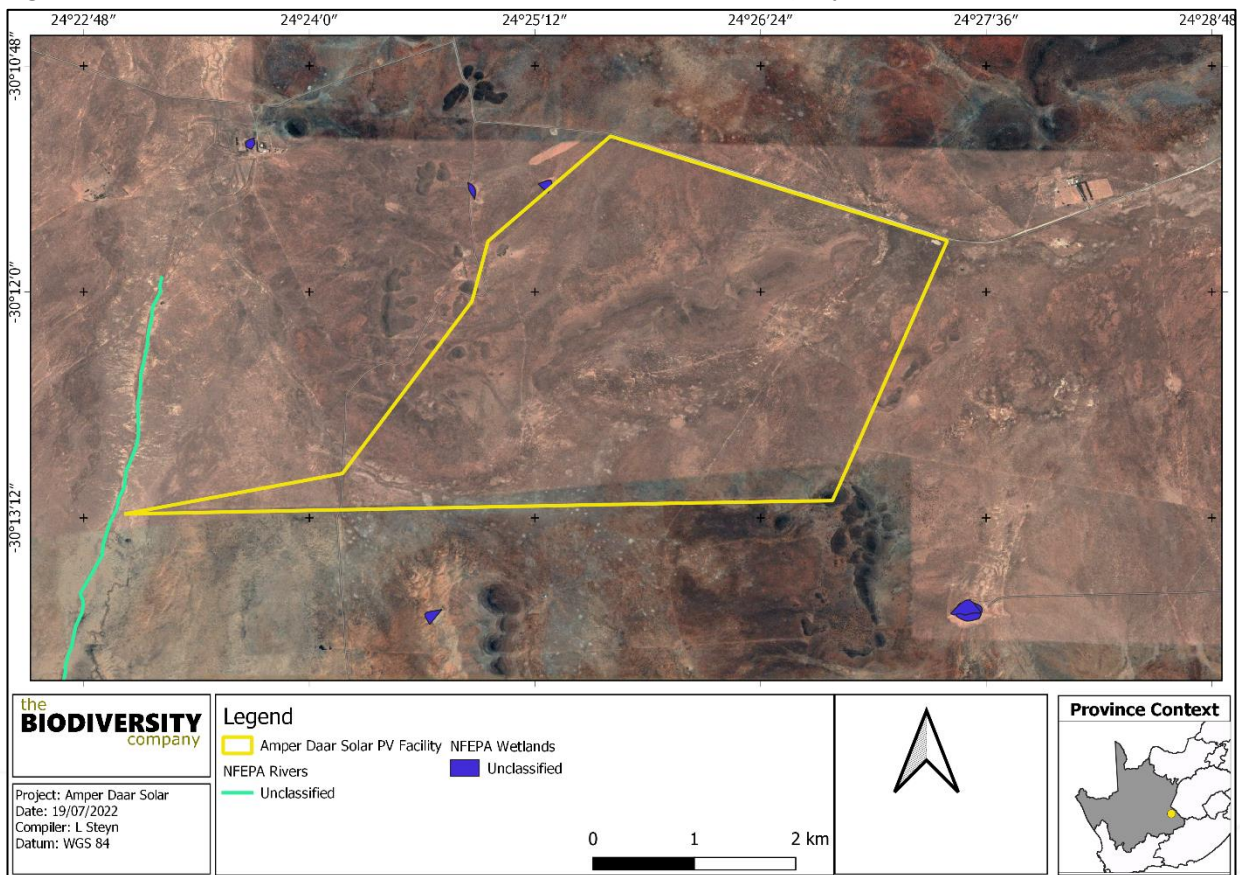 24°22'48" 24°24'0" 24°25'12" 24°26'24" 24°27'36" 24°28'48
-30°10'48"
-30°12'0"
-30°13'12"
the
BIODIVERSITY
company
Project: Amper Daar Solar
Date: 19/07/2022
Compiler: L Steyn
Datum: WGS 84
Legend
Amper Daar Solar PV Facility
NFEPA Rivers
Unclassified
NFEPA Wetlands
Unclassified
0 1 2 km
Province Context